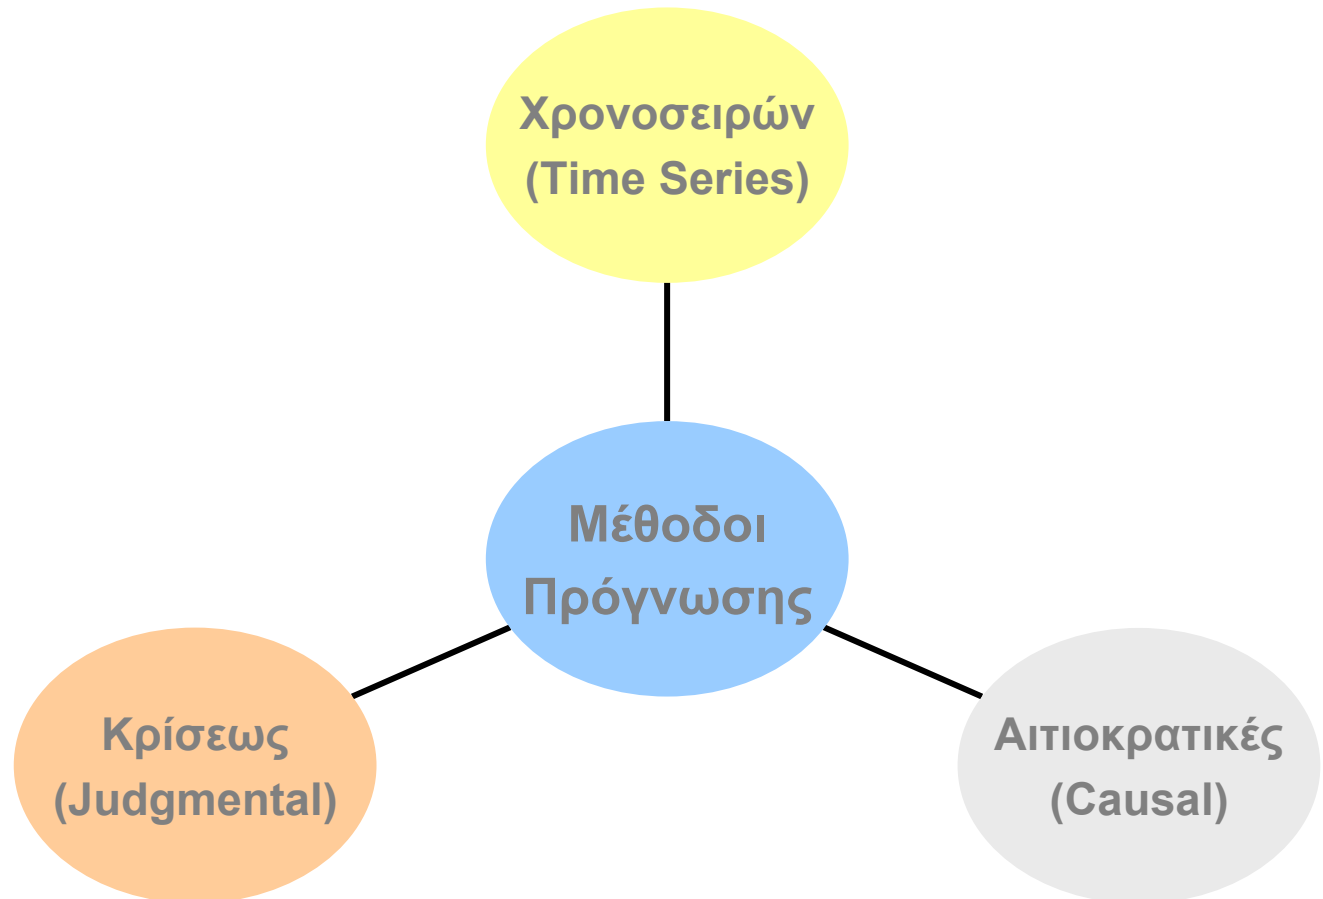 Χρονοσειρών
(Time Series)
Μέθοδοι
Πρόγνωσης
Κρίσεως
(Judgmental)
Αιτιοκρατικές
(Causal)